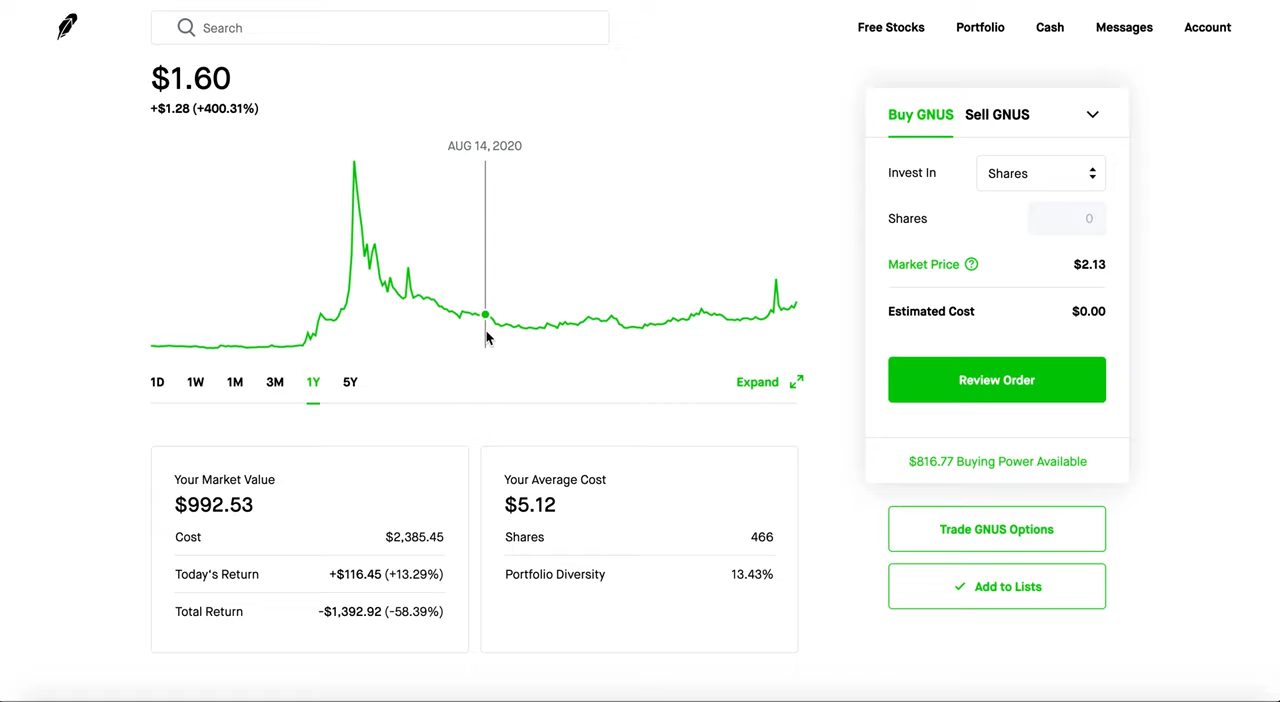 Search
Free Stocks
Portfolio
Cash
Messages
Account
$1.60
+$1.28 (+400.31%)
AUG 14, 2020
1D
1W
1M
3M
1Y
5Y
Expand
Your Market Value
$992.53
Cost $2,385.45
Today's Return +$116.45 (+13.29%)
Total Return -$1,392.92 (-58.39%)
Your Average Cost
$5.12
Shares 466
Portfolio Diversity 13.43%
Buy GNUS Sell GNUS
Invest In Shares
Shares 0
Market Price $2.13
Estimated Cost $0.00
Review Order
$816.77 Buying Power Available
Trade GNUS Options
Add to Lists